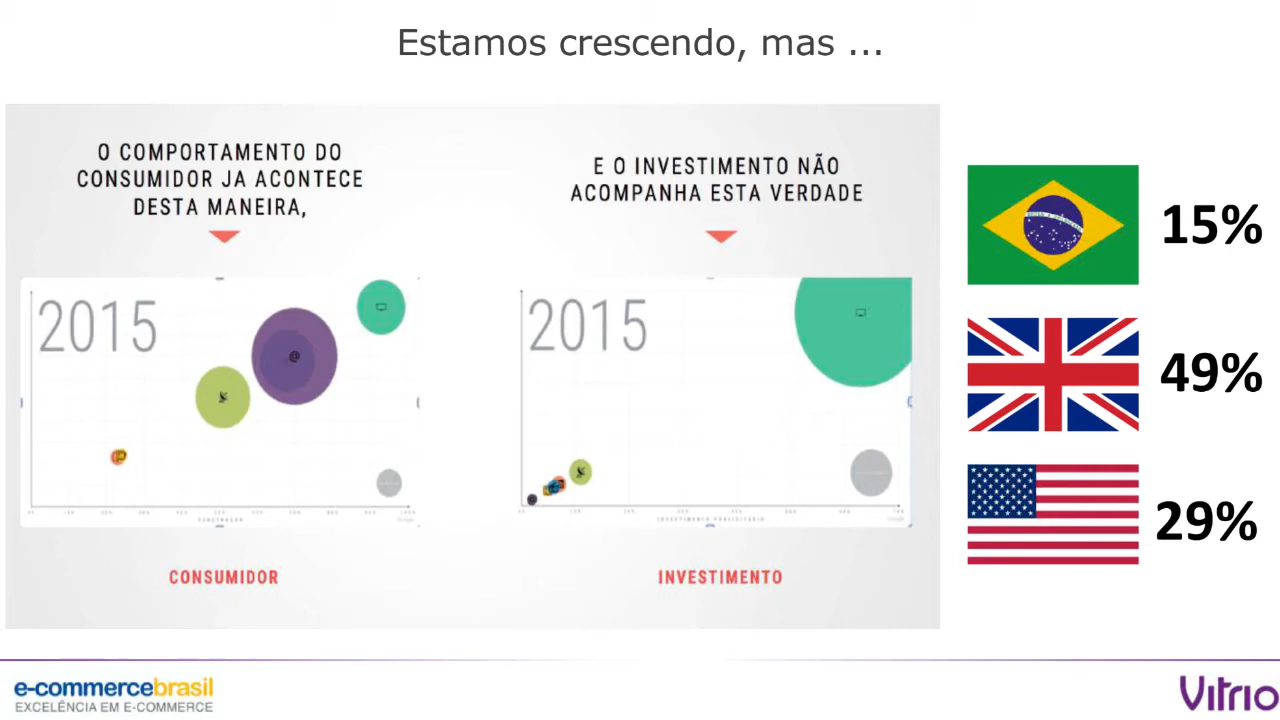 Estamos crescendo, mas ...
O COMPORTAMENTO DO
CONSUMIDOR JA ACONTECE
DESTA MANEIRA,
E O INVESTIMENTO NÃO
ACOMPANHA ESTA VERDADE
2015
@
2015
CONSUMIDOR
INVESTIMENTO
15%
49%
29%
e-commercebrasil
EXCELÊNCIA EM E-COMMERCE
Vitrio